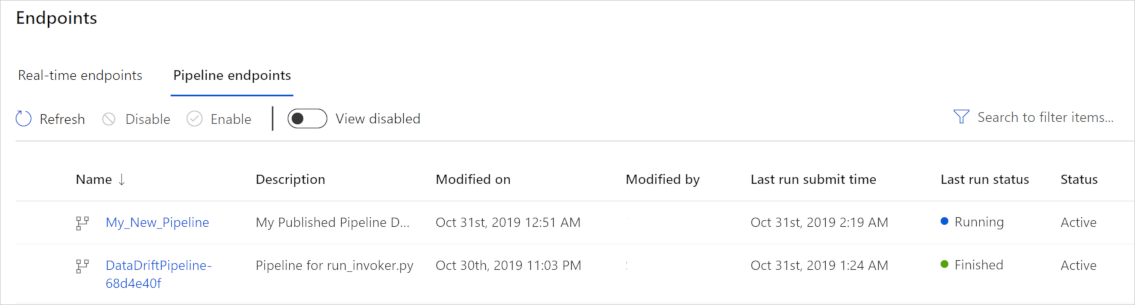 Endpoints
Real-time endpoints Pipeline endpoints
Refresh Disable Enable View disabled Search to filter items...
Name ↓ Description Modified on Modified by Last run submit time Last run status Status
My_New_Pipeline My Published Pipeline D... Oct 31st, 2019 12:51 AM Oct 31st, 2019 2:19 AM Running Active
DataDriftPipeline- Pipeline for run_invoker.py Oct 30th, 2019 11:03 PM Oct 31st, 2019 1:24 AM Finished Active
68d4e40f